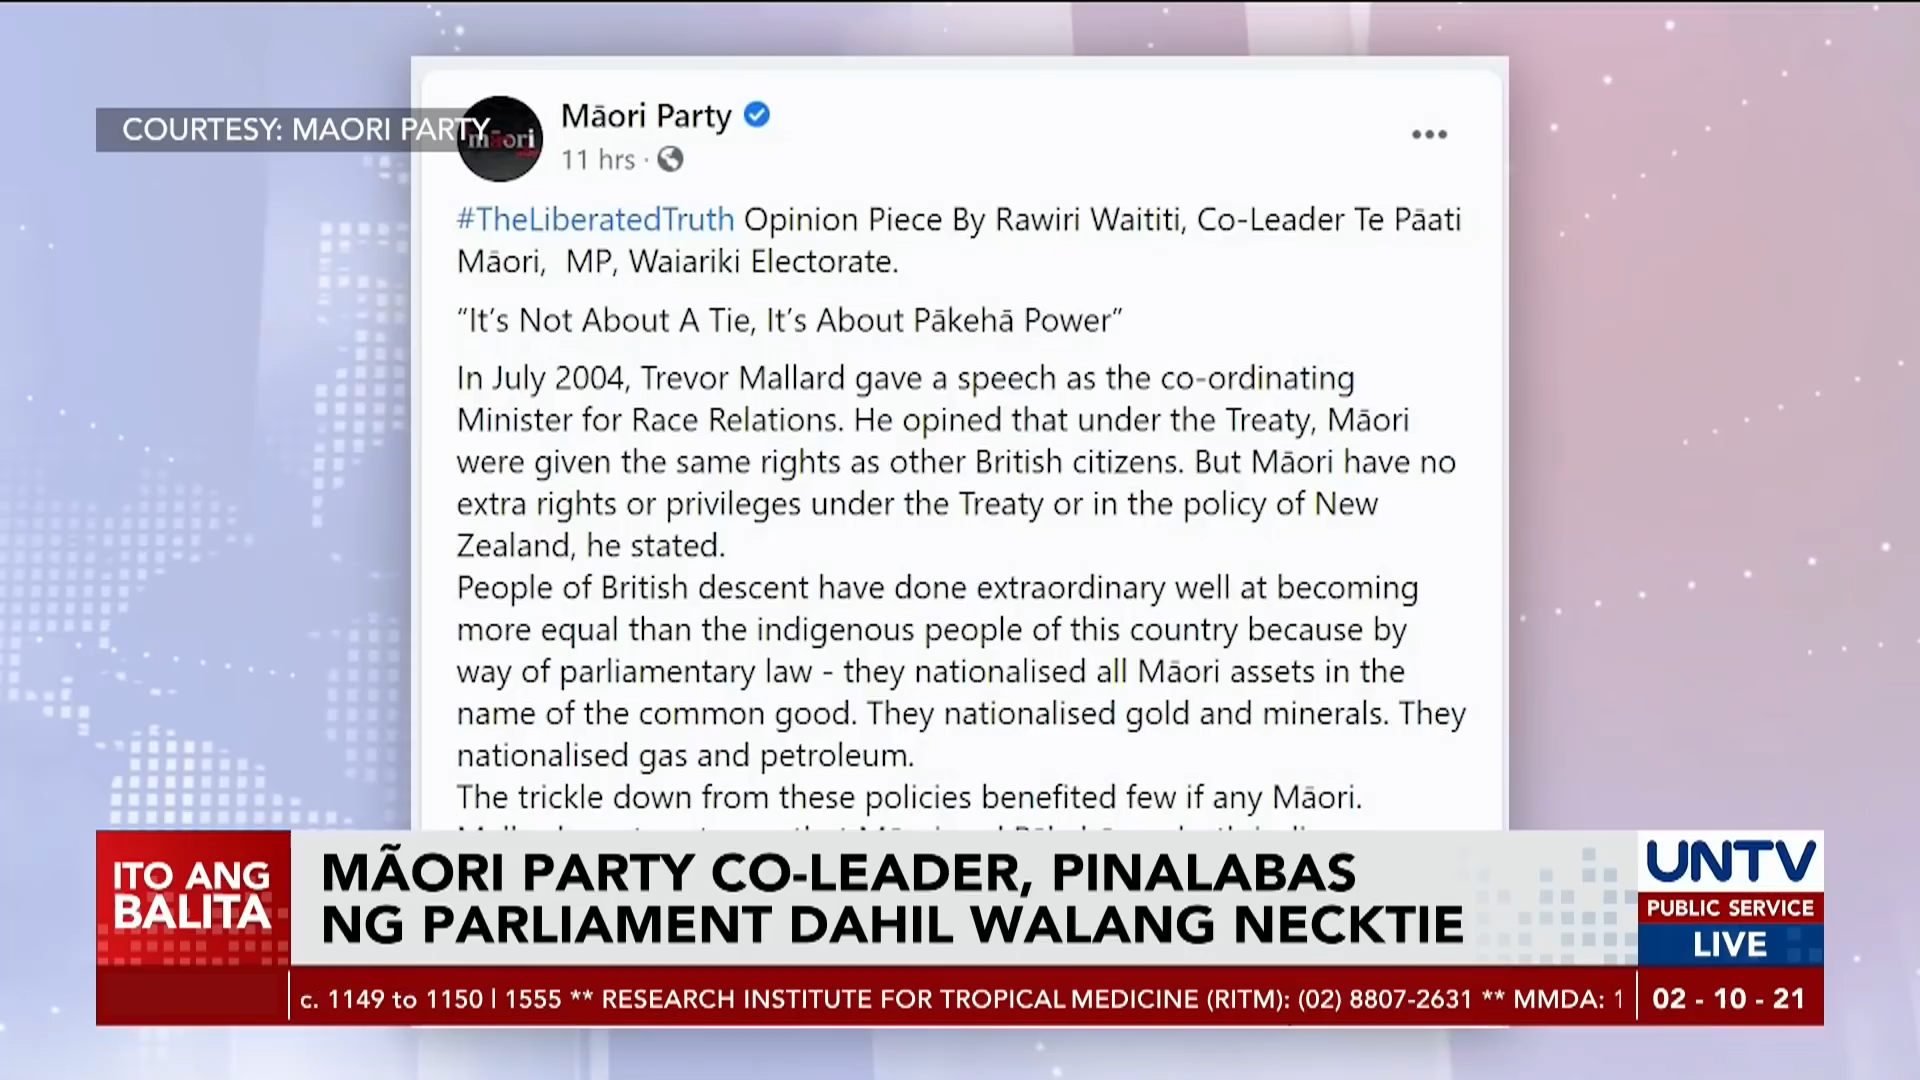 COURTESY: MAORI PARTY
māori
Māori Party
11 hrs ·
#TheLiberatedTruth Opinion Piece By Rawiri Waititi, Co-Leader Te Pāati
Māori,  MP, Waiariki Electorate.
“It’s Not About A Tie, It’s About Pākehā Power”
In July 2004, Trevor Mallard gave a speech as the co-ordinating
Minister for Race Relations. He opined that under the Treaty, Māori
were given the same rights as other British citizens. But Māori have no
extra rights or privileges under the Treaty or in the policy of New
Zealand, he stated.
People of British descent have done extraordinary well at becoming
more equal than the indigenous people of this country because by
way of parliamentary law - they nationalised all Māori assets in the
name of the common good. They nationalised gold and minerals. They
nationalised gas and petroleum.
The trickle down from these policies benefited few if any Māori.
ITO ANG
BALITA
MÃORI PARTY CO-LEADER, PINALABAS
NG PARLIAMENT DAHIL WALANG NECKTIE
UNTV
PUBLIC SERVICE
LIVE
c. 1149 to 1150 | 1555 ** RESEARCH INSTITUTE FOR TROPICAL MEDICINE (RITM): (02) 8807-2631 ** MMDA: 1
02 - 10 - 21